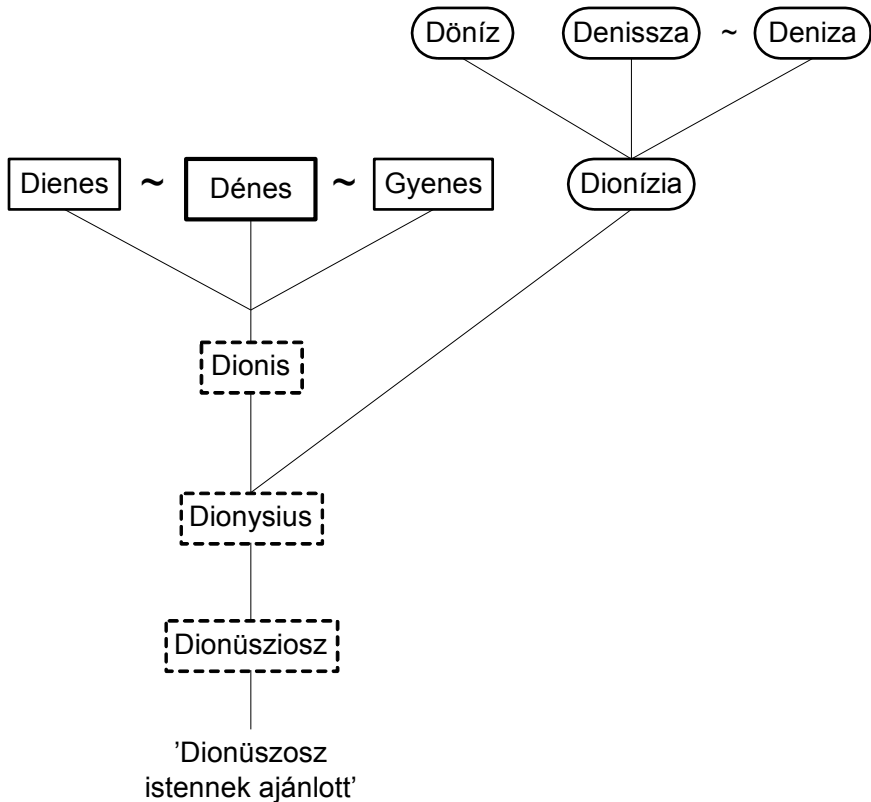 Döníz Denissza ~ Deniza
Dienes ~ Dénes ~ Gyenes Dionízia
Dionis
Dionysius
Dionüsziosz
’Dionüszosz
istennek ajánlott’